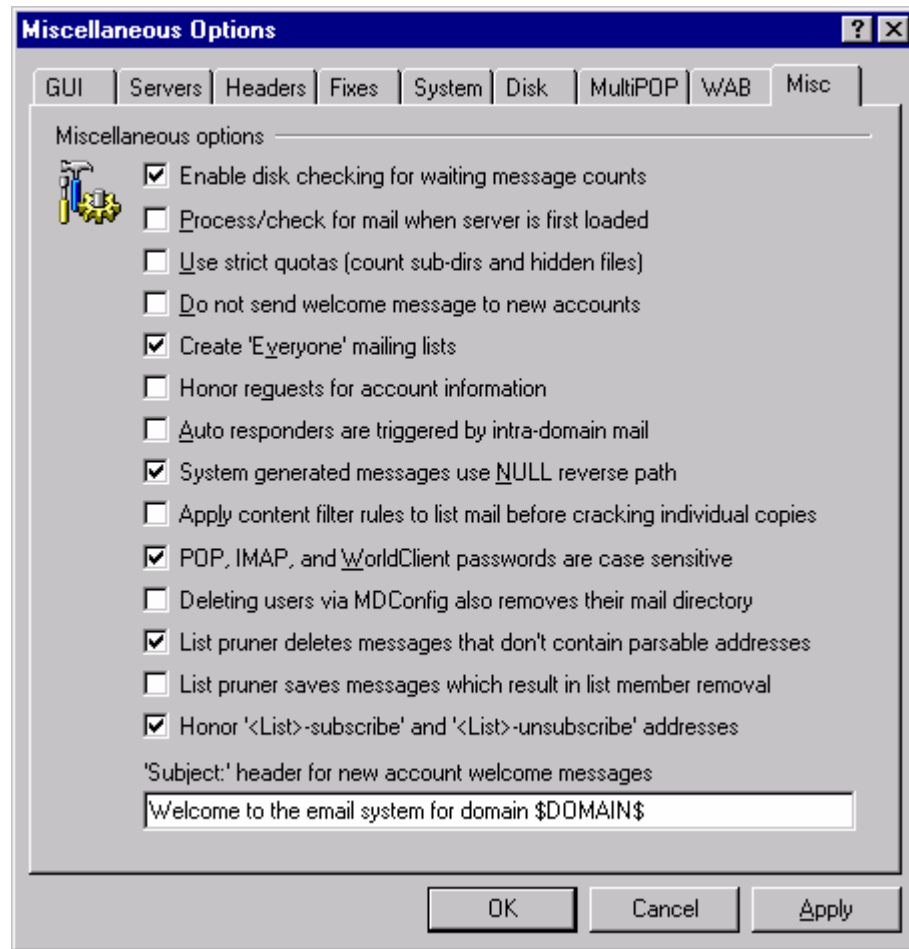 Miscellaneous Options
GUI Servers Headers Fixes System Disk MultiPOP WAB Misc
Miscellaneous options
Enable disk checking for waiting message counts
Process/check for mail when server is first loaded
Use strict quotas (count sub-dirs and hidden files)
Do not send welcome message to new accounts
Create 'Everyone' mailing lists
Honor requests for account information
Auto responders are triggered by intra-domain mail
System generated messages use NULL reverse path
Apply content filter rules to list mail before cracking individual copies
POP, IMAP, and WorldClient passwords are case sensitive
Deleting users via MDConfig also removes their mail directory
List pruner deletes messages that don't contain parsable addresses
List pruner saves messages which result in list member removal
Honor '<List>-subscribe' and '<List>-unsubscribe' addresses
'Subject:' header for new account welcome messages
Welcome to the email system for domain $DOMAIN$
OK Cancel Apply